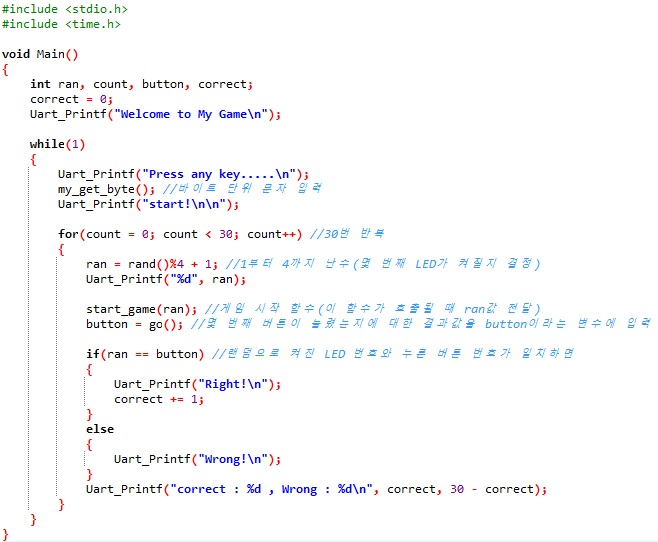 #include <stdio.h>
#include <time.h>

void Main()
{
    int ran, count, button, correct;
    correct = 0;
    Uart_Printf("Welcome to My Game\n");

    while(1)
    {
        Uart_Printf("Press any key.....\n");
        my_get_byte(); //바이트 단위 문자 입력
        Uart_Printf("start!\n\n");

        for(count = 0; count < 30; count++) //30번 반복
        {
            ran = rand()%4 + 1; //1부터 4까지 난수(몇 번째 LED가 켜질지 결정)
            Uart_Printf("%d", ran);

            start_game(ran); //게임 시작 함수(이 함수가 호출될 때 ran값 전달)
            button = go(); //몇 번째 버튼이 눌렸는지에 대한 결과값을 button이라는 변수에 입력

            if(ran == button) //랜덤으로 켜진 LED 번호와 누른 버튼 번호가 일치하면
            {
                Uart_Printf("Right!\n");
                correct += 1;
            }
            else
            {
                Uart_Printf("Wrong!\n");
            }
            Uart_Printf("correct : %d , Wrong : %d\n", correct, 30 - correct);
        }
    }
}